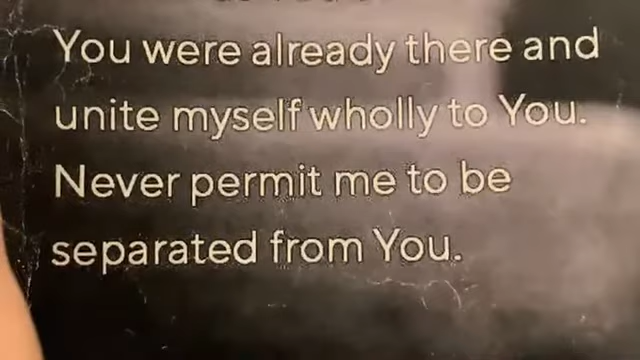 You were already there and
unite myself wholly to You.
Never permit me to be
separated from You.